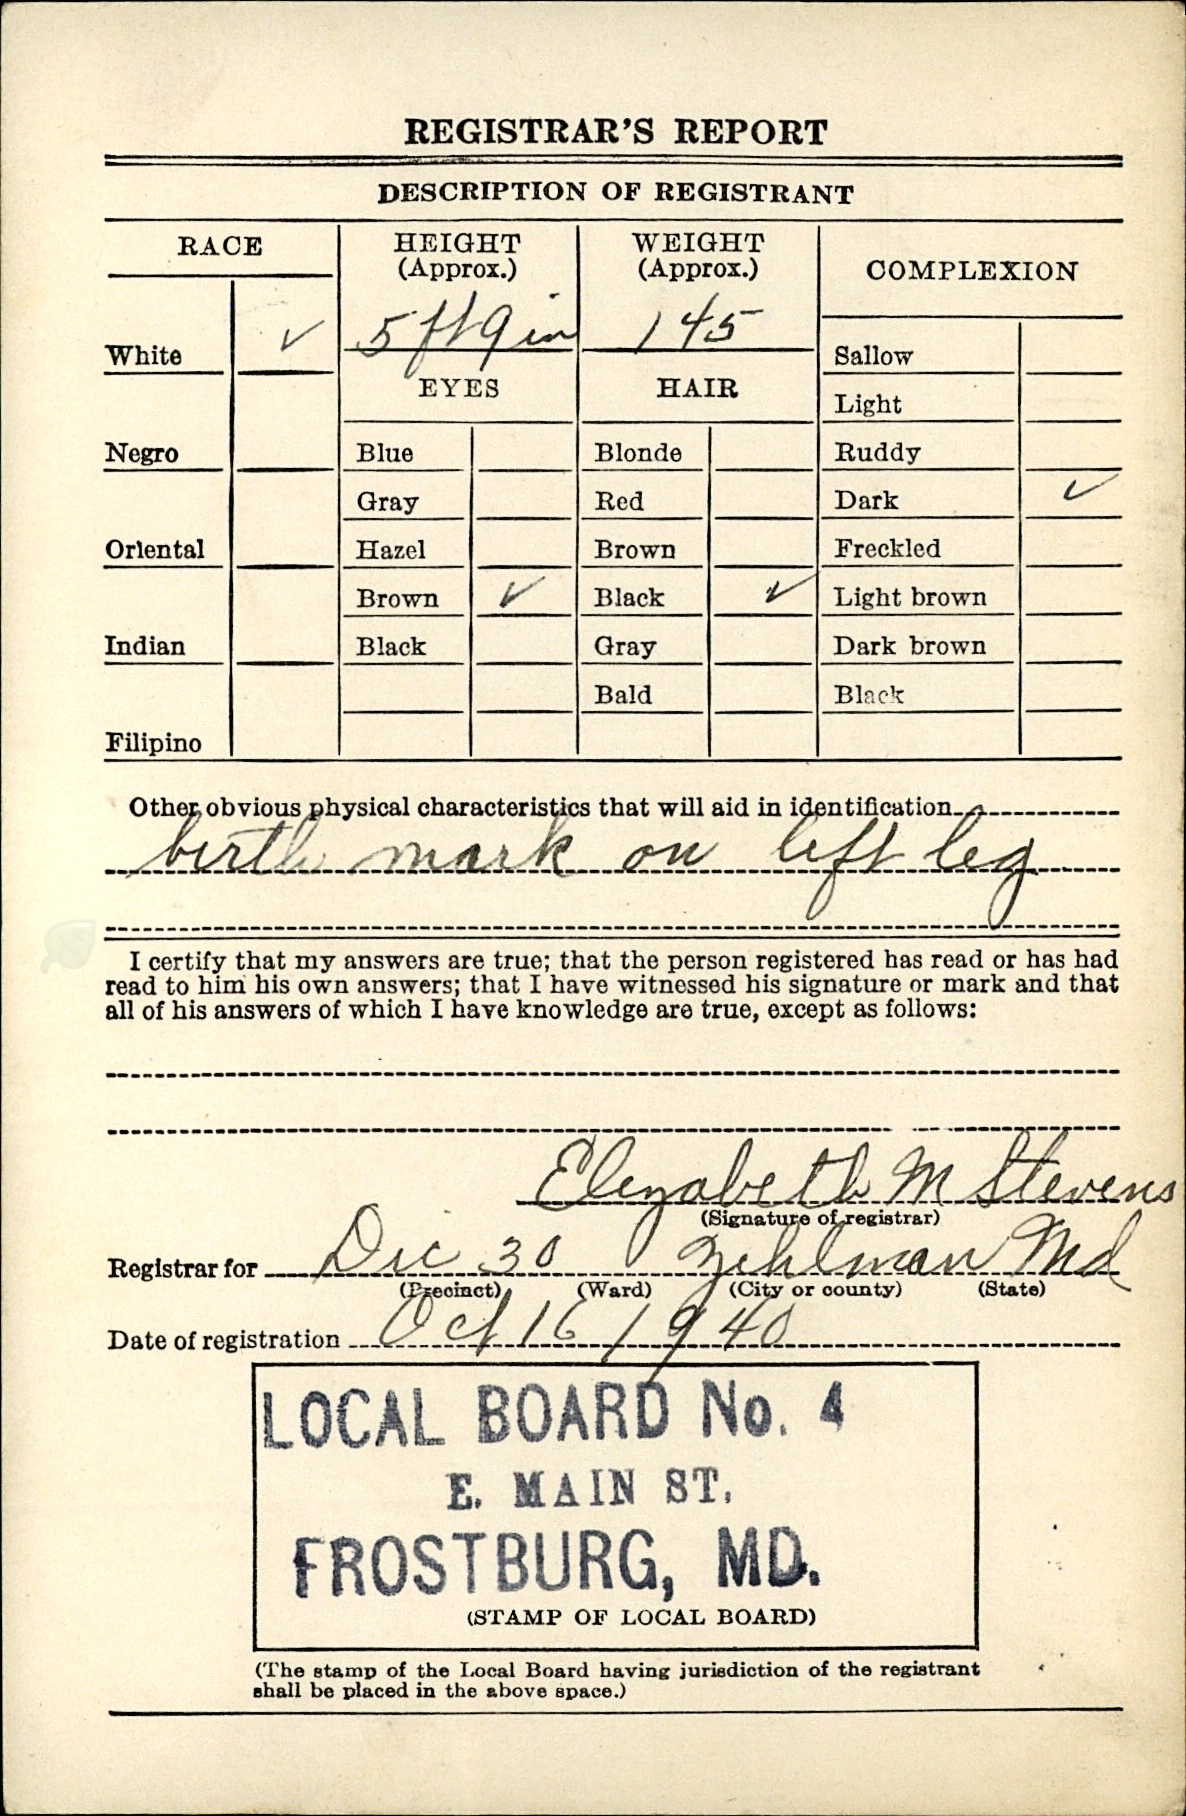 REGISTRAR'S REPORT
DESCRIPTION OF REGISTRANT
RACE
HEIGHT
(Approx.)
WEIGHT
(Approx.)
COMPLEXION
White ✓
5 ft 9 in
145
Sallow
EYES
HAIR
Light
Negro
Blue
Blonde
Ruddy
Gray
Red
Dark ✓
Oriental
Hazel
Brown
Freckled
Brown ✓
Black ✓
Light brown
Indian
Black
Gray
Dark brown
Bald
Black
Filipino
Other obvious physical characteristics that will aid in identification
birth mark on left leg
I certify that my answers are true; that the person registered has read or has had
read to him his own answers; that I have witnessed his signature or mark and that
all of his answers of which I have knowledge are true, except as follows:
Elizabeth M Stevens
(Signature of registrar)
Registrar for Dic 30 Zehlman Md
(Precinct) (Ward) (City or county) (State)
Date of registration Oct 16 1940
LOCAL BOARD No. 4
E. MAIN ST.
FROSTBURG, MD.
(STAMP OF LOCAL BOARD)
(The stamp of the Local Board having jurisdiction of the registrant
shall be placed in the above space.)